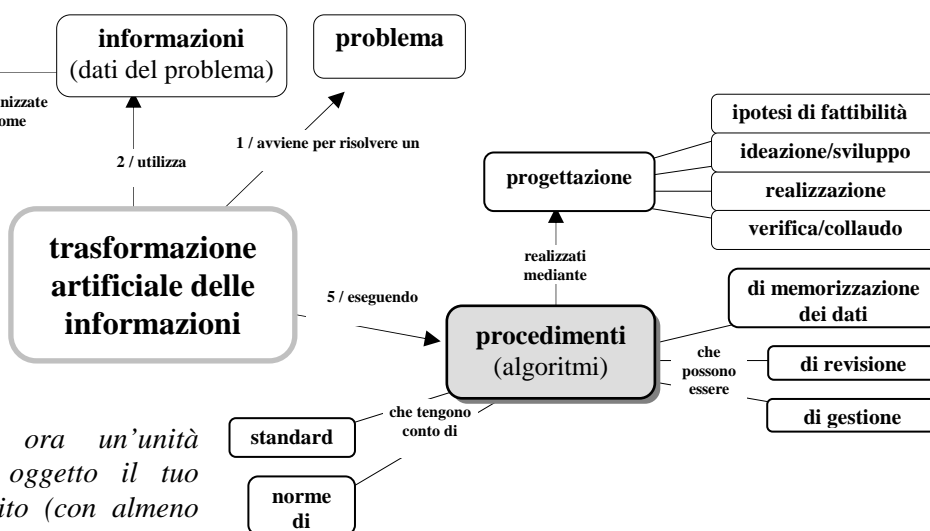 informazioni
(dati del problema)
problema
ome
1 / avviene per risolvere un
2 / utilizza
trasformazione
artificiale delle
informazioni
5 / eseguendo
progettazione
ipotesi di fattibilità
ideazione/sviluppo
realizzazione
verifica/collaudo
realizzati
mediante
procedimenti
(algoritmi)
che
possono
essere
di memorizzazione
dei dati
di revisione
di gestione
che tengono
conto di
standard
norme
di
ora un'unità
oggetto il tuo
ito (con almeno